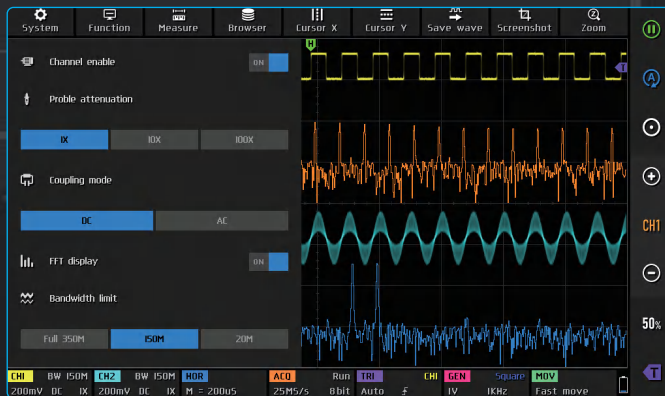 System Function Measure Browser Cursor X Cursor Y Save wave Screenshot Zoom
H
T
Channel enable ON
A
Proble attenuation
1X 10X 100X
Coupling mode
DC AC
CH1
FFT display ON
Bandwidth limit
50%
Full 350M 150M 20M
T
CH1 BW 150M CH2 BW 150M HOR ACQ Run TRI CH1 GEN Square MOV
200mV DC 1X 200mV DC 1X M = 200uS 25MS/s 8bit Auto 1V 1KHz Fast move